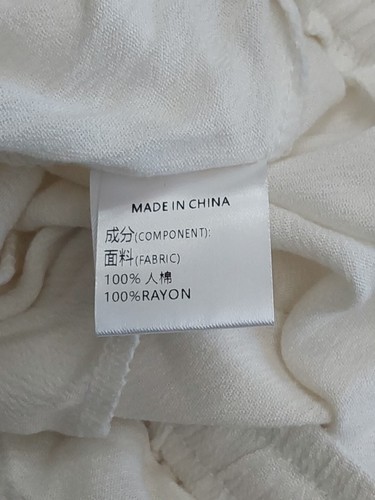 MADE IN CHINA
成分(COMPONENT):
面料(FABRIC)
100% 人棉
100%RAYON